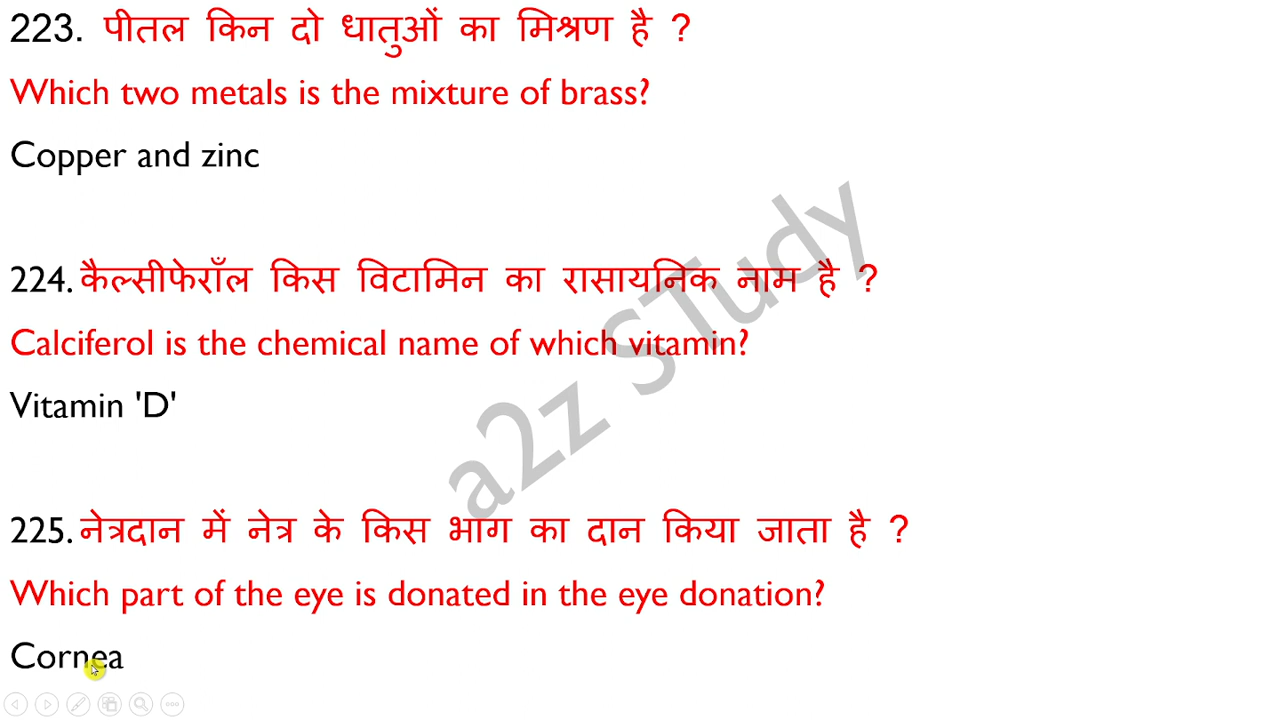 223. पीतल किन दो धातुओं का मिश्रण है ?
Which two metals is the mixture of brass?
Copper and zinc
224. कैल्सीफेराँल किस विटामिन का रासायनिक नाम है ?
Calciferol is the chemical name of which vitamin?
Vitamin 'D'
225. नेत्रदान में नेत्र के किस भाग का दान किया जाता है ?
Which part of the eye is donated in the eye donation?
Cornea
a2z STudy